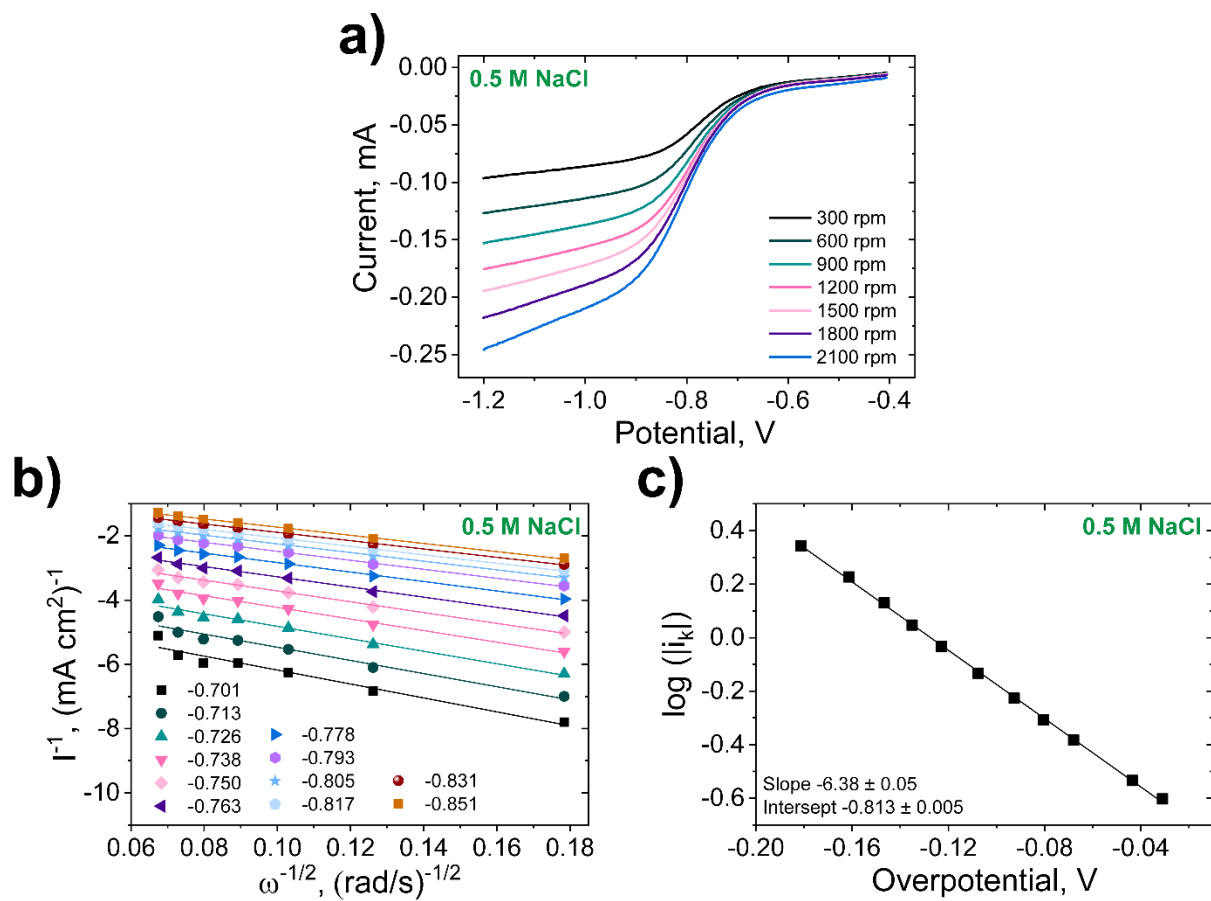 a)
0.5 M NaCl
0.00
-0.05
-0.10
-0.15
-0.20
-0.25
Current, mA
300 rpm
600 rpm
900 rpm
1200 rpm
1500 rpm
1800 rpm
2100 rpm
-1.2 -1.0 -0.8 -0.6 -0.4
Potential, V
b)
0.5 M NaCl
-2
-4
-6
-8
-10
I⁻¹, (mA cm²)⁻¹
-0.701
-0.713
-0.726
-0.738
-0.750
-0.763
-0.778
-0.793
-0.805
-0.817
-0.831
-0.851
0.06 0.08 0.10 0.12 0.14 0.16 0.18
ω⁻¹/², (rad/s)⁻¹/²
c)
0.5 M NaCl
0.4
0.2
0.0
-0.2
-0.4
-0.6
log (|iₖ|)
Slope -6.38 ± 0.05
Intersept -0.813 ± 0.005
-0.20 -0.16 -0.12 -0.08 -0.04
Overpotential, V